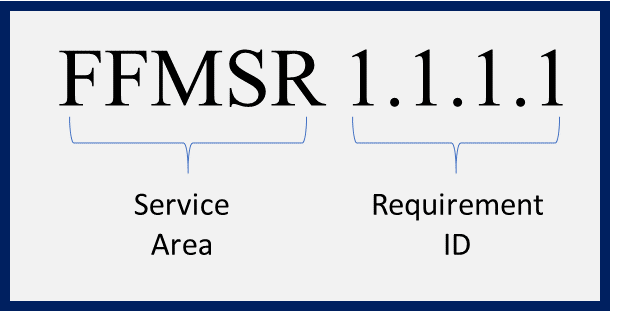 FFMSR 1.1.1.1
Service Area
Requirement ID